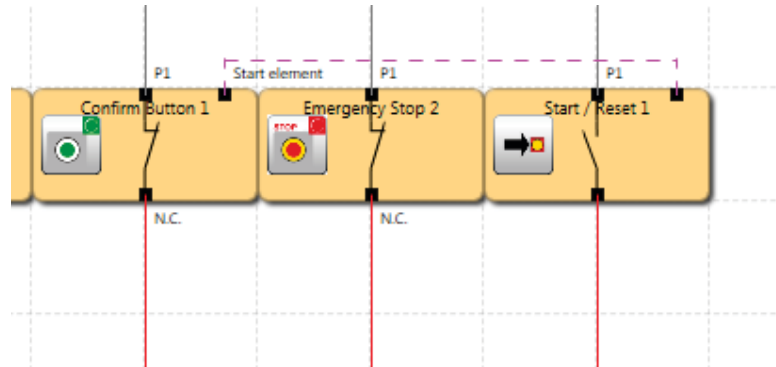 P1
Start element
P1
P1
Confirm Button 1
Emergency Stop 2
Start / Reset 1
STOP
N.C.
N.C.